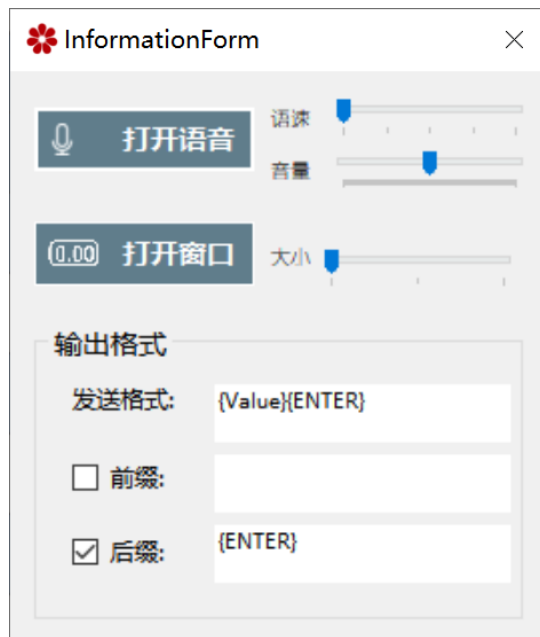 InformationForm
打开语音
语速
音量
0.00 打开窗口
大小
输出格式
发送格式: {Value}{ENTER}
前缀:
后缀: {ENTER}